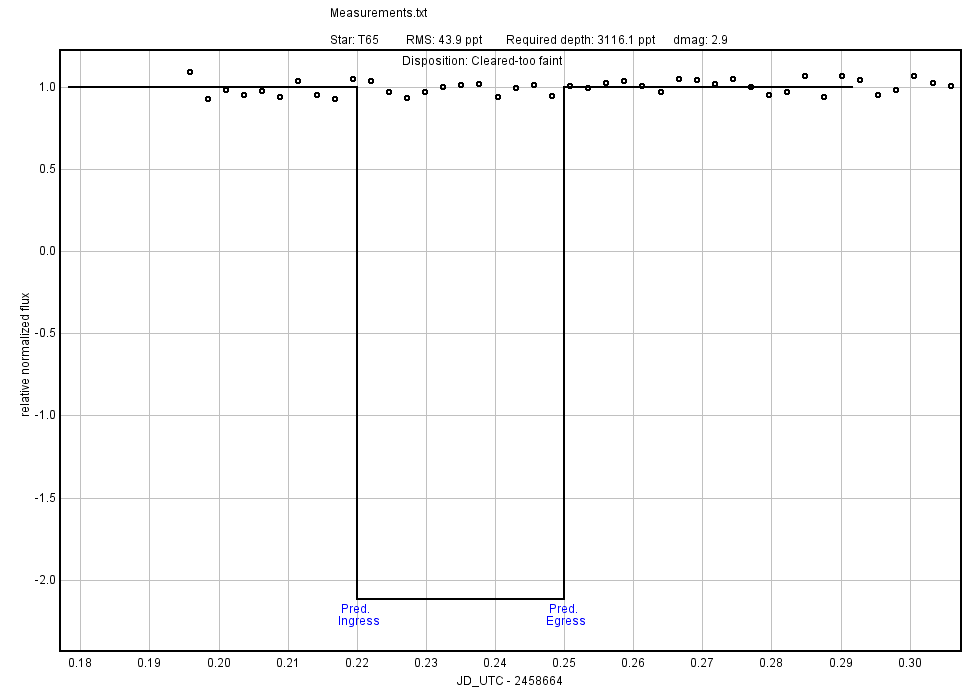 Measurements.txt
Star: T65 RMS: 43.9 ppt Required depth: 3116.1 ppt dmag: 2.9
Disposition: Cleared-too faint
1.0
0.5
0.0
-0.5
-1.0
-1.5
-2.0
relative normalized flux
Pred. Pred.
Ingress Egress
0.18 0.19 0.20 0.21 0.22 0.23 0.24 0.25 0.26 0.27 0.28 0.29 0.30
JD_UTC - 2458664